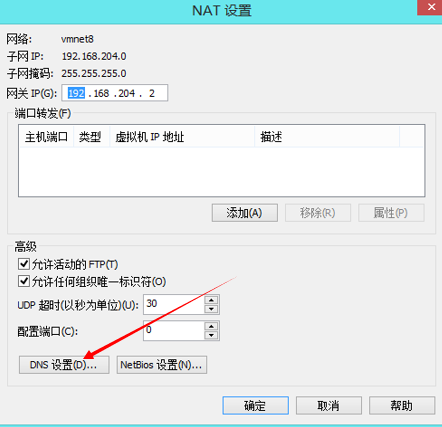 NAT 设置
网络: vmnet8
子网 IP: 192.168.204.0
子网掩码: 255.255.255.0
网关 IP(G): 192 . 168 . 204 . 2
端口转发(F)
主机端口 类型 虚拟机 IP 地址 描述
添加(A) 移除(R) 属性(P)
高级
允许活动的 FTP(T)
允许任何组织唯一标识符(O)
UDP 超时(以秒为单位)(U): 30
配置端口(C): 0
DNS 设置(D)... NetBios 设置(N)...
确定 取消 帮助